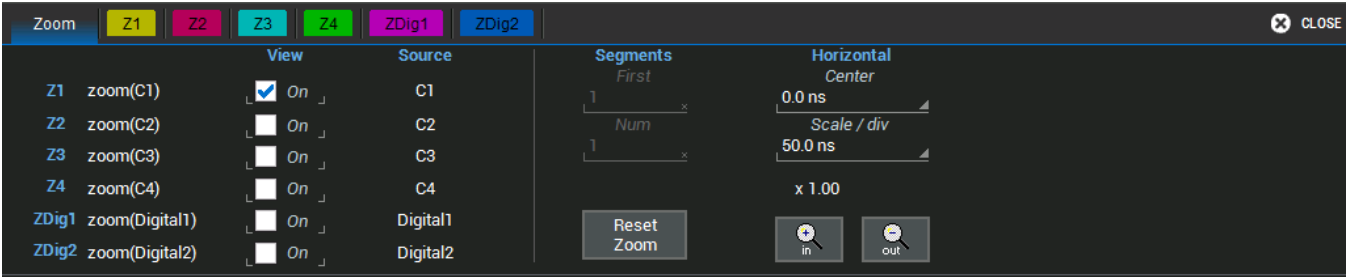 Zoom Z1 Z2 Z3 Z4 ZDig1 ZDig2 CLOSE
View Source Segments Horizontal
First Center
Z1 zoom(C1) On C1 1 0.0 ns
Z2 zoom(C2) On C2 Num Scale / div
Z3 zoom(C3) On C3 1 50.0 ns
Z4 zoom(C4) On C4 x 1.00
ZDig1 zoom(Digital1) On Digital1 Reset
ZDig2 zoom(Digital2) On Digital2 Zoom in out